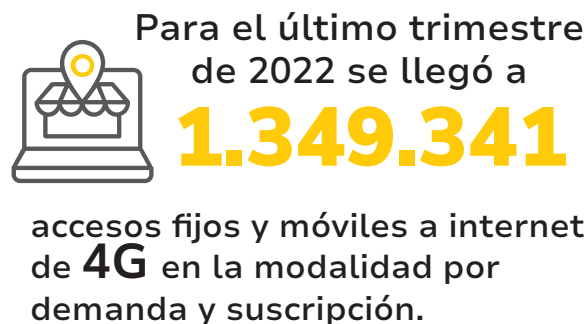 Para el último trimestre
de 2022 se llegó a
1.349.341
accesos fijos y móviles a internet
de 4G en la modalidad por
demanda y suscripción.